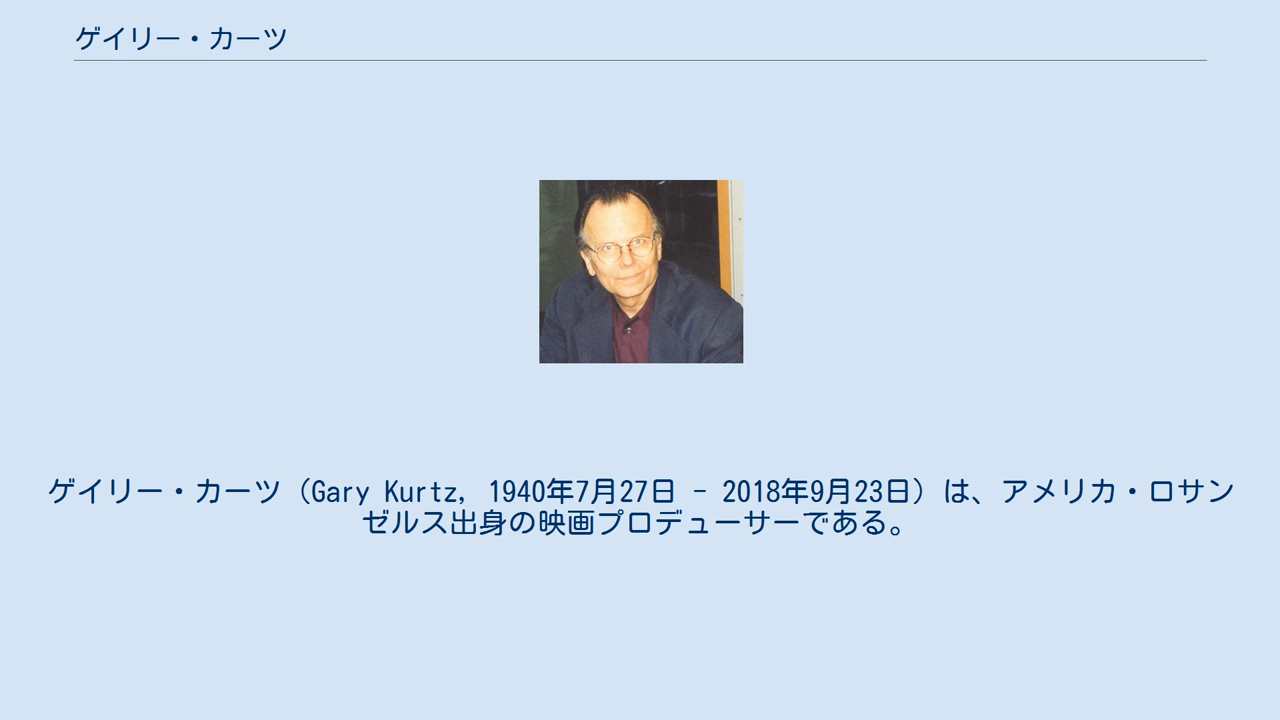 ゲイリー・カーツ
ゲイリー・カーツ（Gary Kurtz, 1940年7月27日 - 2018年9月23日）は、アメリカ・ロサン
ゼルス出身の映画プロデューサーである。